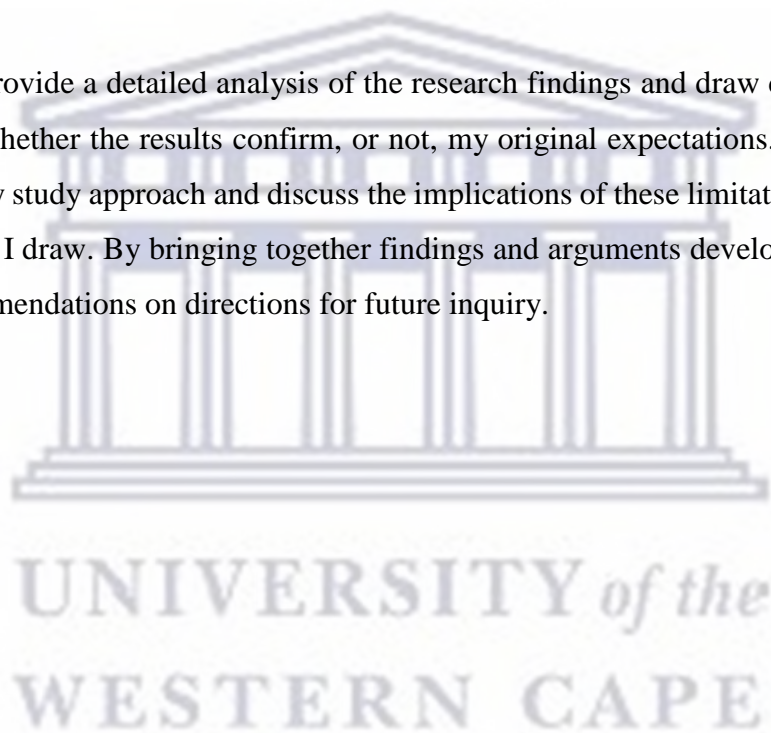 rovide a detailed analysis of the research findings and draw
hether the results confirm, or not, my original expectations.
study approach and discuss the implications of these limitat
I draw. By bringing together findings and arguments develo
mendations on directions for future inquiry.
UNIVERSITY of the
WESTERN CAPE